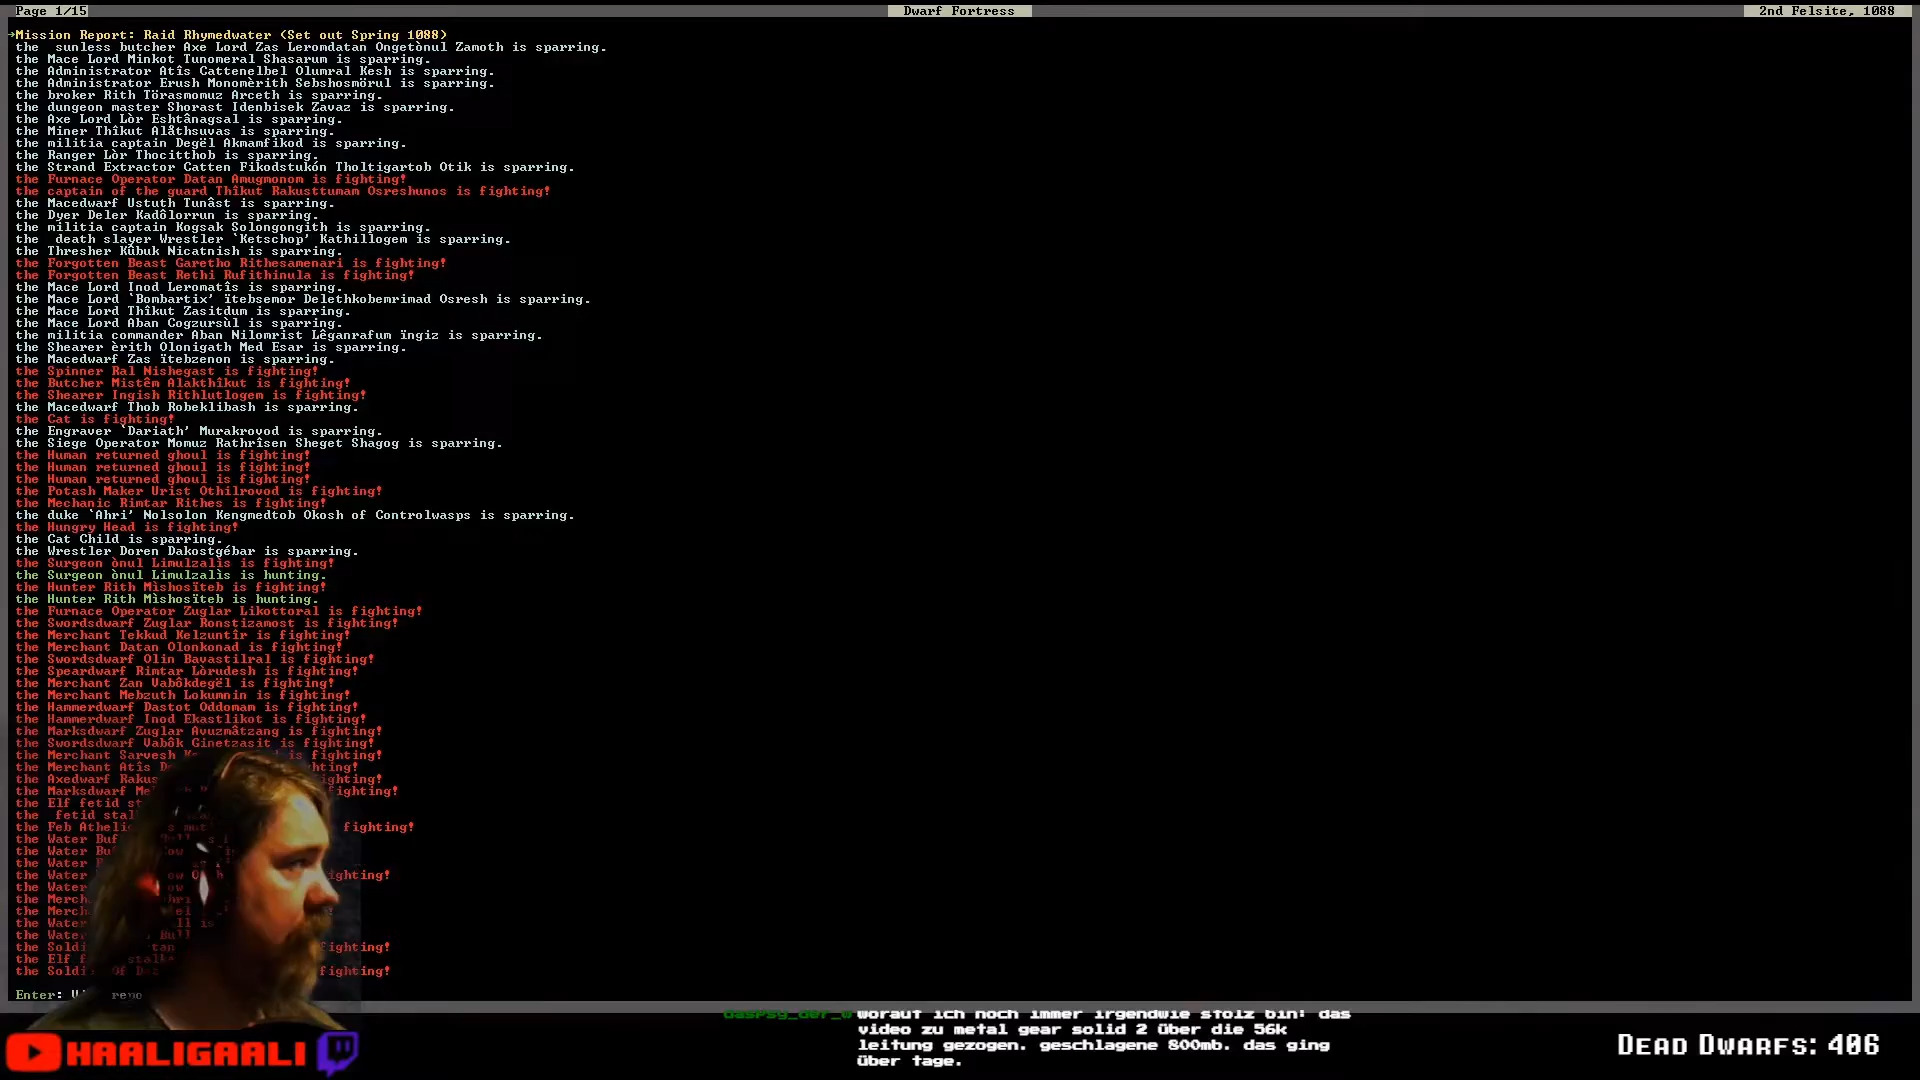 Page 1/15
Dwarf Fortress
2nd Felsite, 1088
Mission Report: Raid Rhymedwater (Set out Spring 1088)
the  sunless butcher Axe Lord Zas Leromdatan Ongetònul Zamoth is sparring.
the Mace Lord Minkot Tunomeral Shasarum is sparring.
the Administrator Atîs Cattenelbel Olumral Kesh is sparring.
the Administrator Erush Monomèrith Sebshosmörul is sparring.
the broker Rith Törasmomuz Arceth is sparring.
the dungeon master Shorast Idenbisek Zavaz is sparring.
the Axe Lord Lòr Eshtângsal is sparring.
the Miner Thîkut Alåthsuvas is sparring.
the militia captain Degël Akmamfikod is sparring.
the Ranger Lòr Thocitthob is sparring.
the Strand Extractor Catten Fikodstukón Tholtigartob Otik is sparring.
the Furnace Operator Datan Amugmonom is fighting!
the captain of the guard Thîkut Rakusttumam Osreshunos is fighting!
the Macedwarf Ustuth Tunâst is sparring.
the Dyer Deler Kadôlorrun is sparring.
the militia captain Kogsak Solongongith is sparring.
the  death slayer Wrestler `Ketschop' Kathillogem is sparring.
the Thresher Kûbuk Nicatnish is sparring.
the Forgotten Beast Garetho Rithesamenari is fighting!
the Forgotten Beast Rethi Rufithinula is fighting!
the Mace Lord Inod Leromatîs is sparring.
the Mace Lord `Bombartix' ïtebsemor Delethkobemrimad Osresh is sparring.
the Mace Lord Thîkut Zasitdum is sparring.
the Mace Lord Aban Cogzursùl is sparring.
the militia commander Aban Nilomrist Lêganrafum ïngiz is sparring.
the Shearer èrith Olonigath Med Esar is sparring.
the Macedwarf Zas ïtebzenon is sparring.
the Spinner Ral Nishegast is fighting!
the Butcher Mistêm Alakthîkut is fighting!
the Shearer Ingish Rithlutlogem is fighting!
the Macedwarf Thob Robeklibash is sparring.
the Cat is fighting!
the Engraver `Dariath' Murakrovod is sparring.
the Siege Operator Momuz Rathrîsen Sheget Shagog is sparring.
the Human returned ghoul is fighting!
the Human returned ghoul is fighting!
the Human returned ghoul is fighting!
the Potash Maker Urist Othilrovod is fighting!
the Mechanic Rimtar Rithes is fighting!
the duke `Ahri' Nolsolon Kengmedtob Okosh of Controlwasps is sparring.
the Hungry Head is fighting!
the Cat Child is sparring.
the Wrestler Doren Dakostgébar is sparring.
the Surgeon ònul Limulzalìs is fighting!
the Surgeon ònul Limulzalìs is hunting.
the Hunter Rith Mìshosïteb is fighting!
the Hunter Rith Mìshosïteb is hunting.
the Furnace Operator Zuglar Likottoral is fighting!
the Swordsdwarf Zuglar Ronstizamost is fighting!
the Merchant Tekkud Kelzuntîr is fighting!
the Merchant Datan Olonkonad is fighting!
the Swordsdwarf Olin Bavastilral is fighting!
the Speardwarf Rimtar Lòrudesh is fighting!
the Merchant Zan Vabôkdegël is fighting!
the Merchant Mebzuth Lokumnin is fighting!
the Hammerdwarf Dastot Oddomam is fighting!
the Hammerdwarf Inod Ekastlikot is fighting!
the Marksdwarf Zuglar Avuzmâtzang is fighting!
the Swordsdwarf Vabôk Ginetzasit is fighting!
the Merchant Sarvesh is fighting!
the Merchant Atîs
the Axedwarf
the Marksdwarf fighting!
the Elf fetid
the  fetid
the Feb fighting!
the Water
the Water
the Water
the Water
the Water
the
the
the Water
the Water
the fighting!
the Elf
the fighting!
Enter:
worauf ich noch immer irgendwie stolz bin: das
video zu metal gear solid 2 über die 56k
leitung gezogen. geschlagene 800mb. das ging
über tage.
HAALIGAALI
Dead Dwarfs: 406